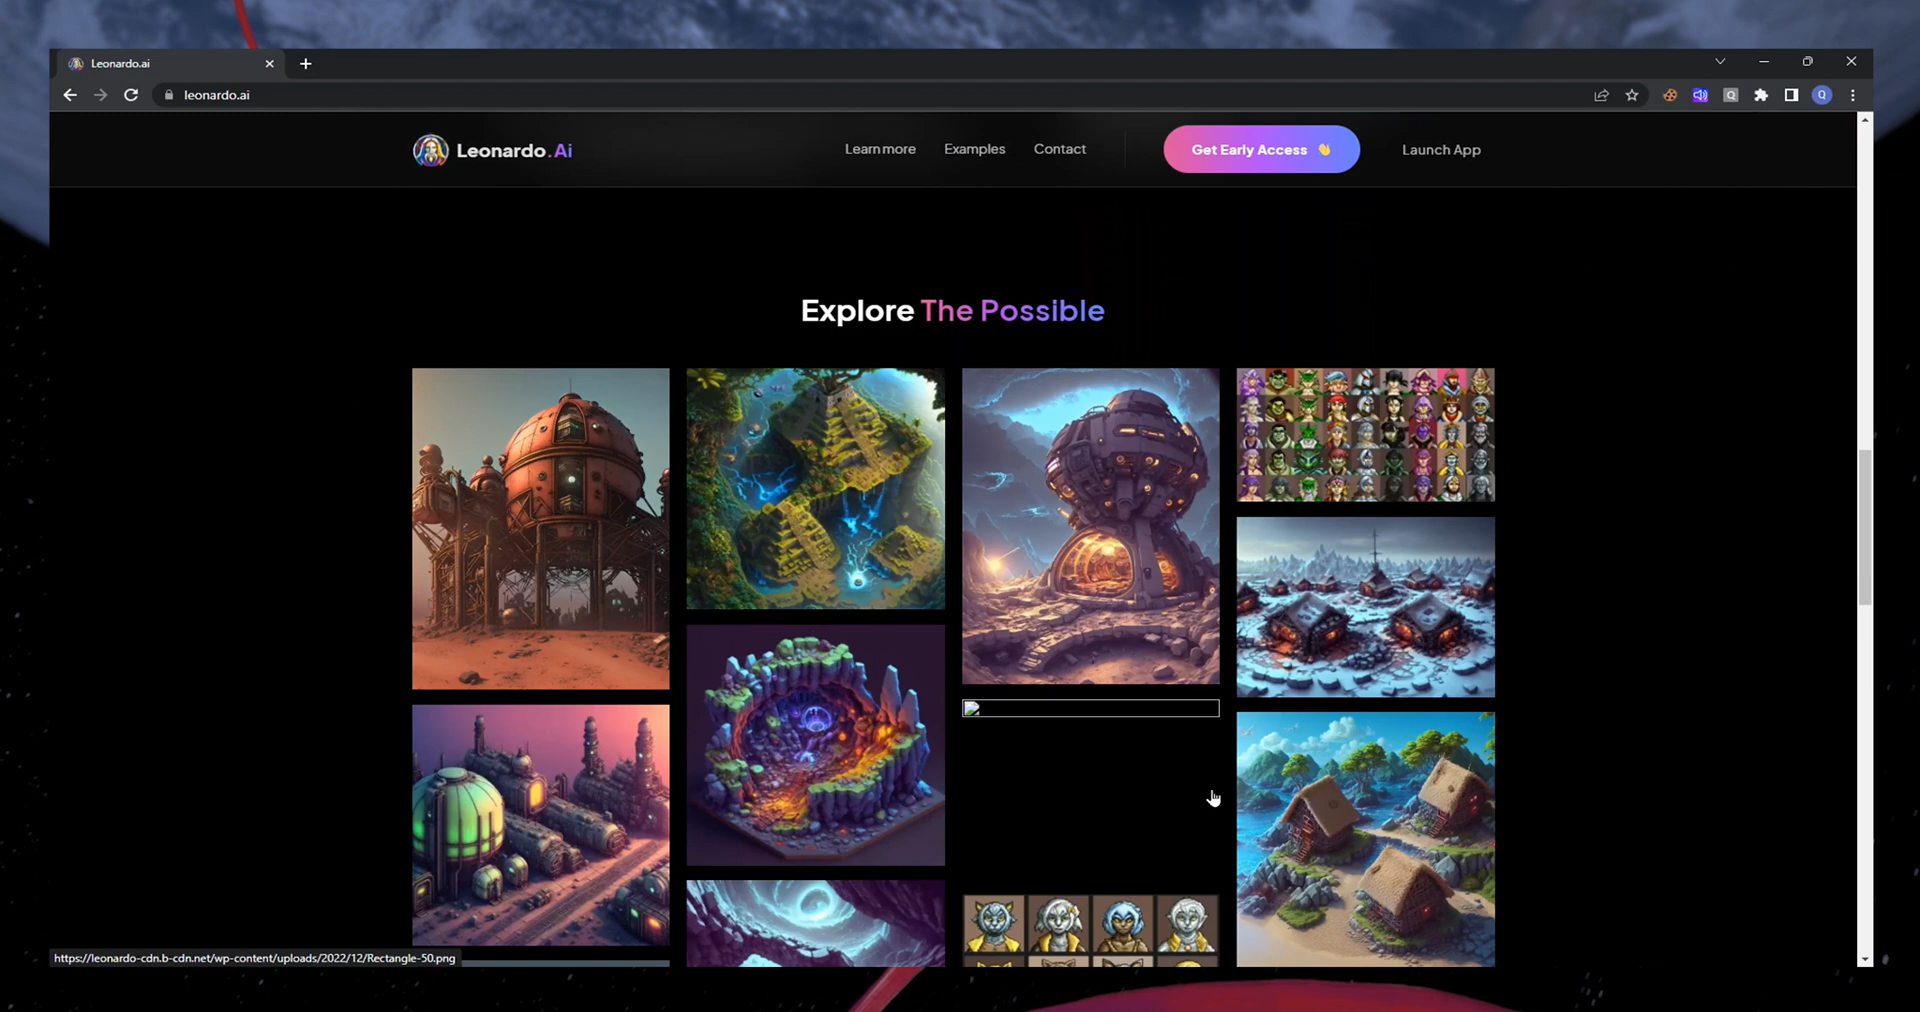 Leonardo.ai
leonardo.ai
Leonardo.Ai
Learn more
Examples
Contact
Get Early Access 👋
Launch App
Explore The Possible
https://leonardo-cdn.b-cdn.net/wp-content/uploads/2022/12/Rectangle-50.png
Q
Q